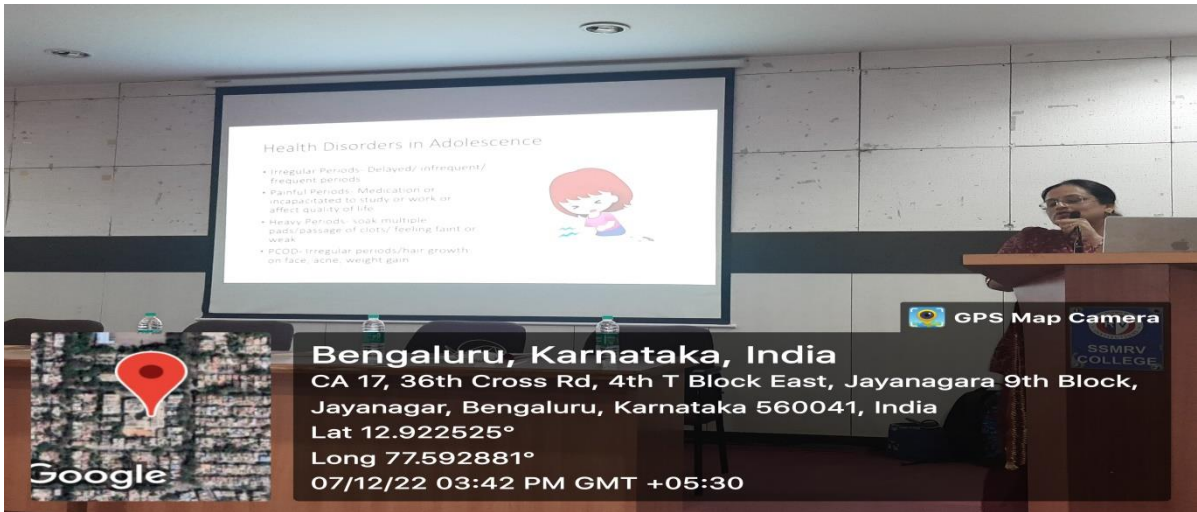 Health Disorders in Adolescence
• Irregular Periods- Delayed/ infrequent/
frequent periods
• Painful Periods- Medication or
incapacitated to study or work or
affect quality of life
• Heavy Periods- soak multiple
pads/passage of clots/ feeling faint or
weak
• PCOD- Irregular periods/hair growth
on face, acne, weight gain
GPS Map Camera
SSMRV
COLLEGE
Bengaluru, Karnataka, India
CA 17, 36th Cross Rd, 4th T Block East, Jayanagara 9th Block,
Jayanagar, Bengaluru, Karnataka 560041, India
Lat 12.922525°
Long 77.592881°
07/12/22 03:42 PM GMT +05:30
Google